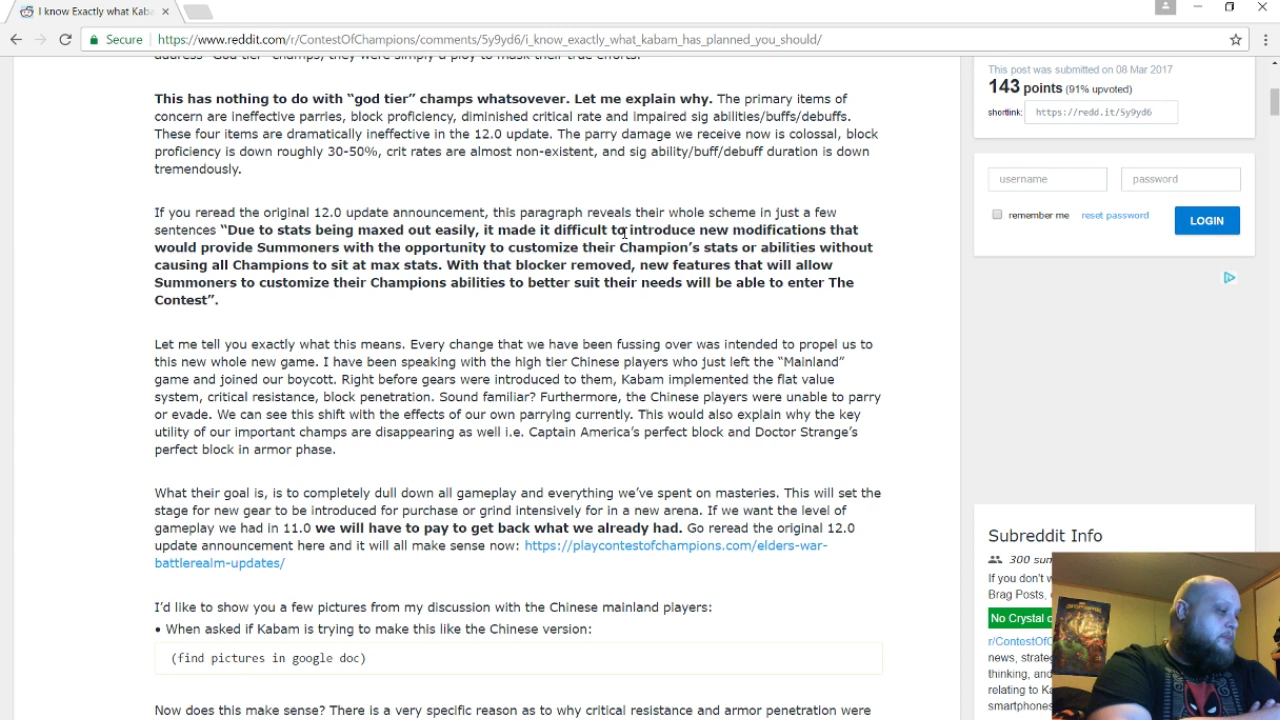 I know Exactly what Kaba
Secure
https://www.reddit.com/r/ContestOfChampions/comments/5y9yd6/i_know_exactly_what_kabam_has_planned_you_should/
address "God tier" champs, they were simply a ploy to mask their true efforts.
This has nothing to do with “god tier” champs whatsovever. Let me explain why. The primary items of
concern are ineffective parries, block proficiency, diminished critical rate and impaired sig abilities/buffs/debuffs.
These four items are dramatically ineffective in the 12.0 update. The parry damage we receive now is colossal, block
proficiency is down roughly 30-50%, crit rates are almost non-existent, and sig ability/buff/debuff duration is down
tremendously.
If you reread the original 12.0 update announcement, this paragraph reveals their whole scheme in just a few
sentences “Due to stats being maxed out easily, it made it difficult to introduce new modifications that
would provide Summoners with the opportunity to customize their Champion’s stats or abilities without
causing all Champions to sit at max stats. With that blocker removed, new features that will allow
Summoners to customize their Champions abilities to better suit their needs will be able to enter The
Contest”.
Let me tell you exactly what this means. Every change that we have been fussing over was intended to propel us to
this new whole new game. I have been speaking with the high tier Chinese players who just left the “Mainland”
game and joined our boycott. Right before gears were introduced to them, Kabam implemented the flat value
system, critical resistance, block penetration. Sound familiar? Furthermore, the Chinese players were unable to parry
or evade. We can see this shift with the effects of our own parrying currently. This would also explain why the key
utility of our important champs are disappearing as well i.e. Captain America’s perfect block and Doctor Strange’s
perfect block in armor phase.
What their goal is, is to completely dull down all gameplay and everything we’ve spent on masteries. This will set the
stage for new gear to be introduced for purchase or grind intensively for in a new arena. If we want the level of
gameplay we had in 11.0 we will have to pay to get back what we already had. Go reread the original 12.0
update announcement here and it will all make sense now: https://playcontestofchampions.com/elders-war-
battlerealm-updates/
I’d like to show you a few pictures from my discussion with the Chinese mainland players:
• When asked if Kabam is trying to make this like the Chinese version:
(find pictures in google doc)
Now does this make sense? There is a very specific reason as to why critical resistance and armor penetration were
This post was submitted on 08 Mar 2017
143 points (91% upvoted)
shortlink: https://redd.it/5y9yd6
username
password
remember me
reset password
LOGIN
Subreddit Info
300 sum
If you don't w
Brag Posts,
No Crystal o
r/ContestOfC
news, strate
thinking, and
relating to Ka
smartphones